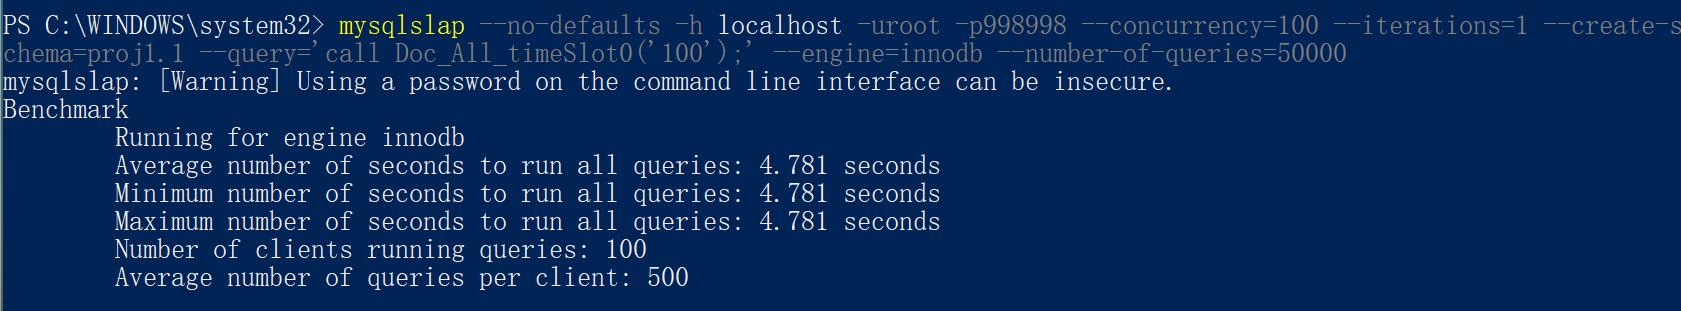 PS C:\WINDOWS\system32> mysqlslap --no-defaults -h localhost -uroot -p998998 --concurrency=100 --iterations=1 --create-s
chema=proj1.1 --query='call Doc_All_timeSlot0('100');' --engine=innodb --number-of-queries=50000
mysqlslap: [Warning] Using a password on the command line interface can be insecure.
Benchmark
Running for engine innodb
Average number of seconds to run all queries: 4.781 seconds
Minimum number of seconds to run all queries: 4.781 seconds
Maximum number of seconds to run all queries: 4.781 seconds
Number of clients running queries: 100
Average number of queries per client: 500